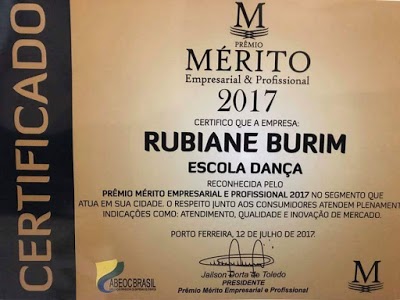 CERTIFICADO
M
PRÊMIO
MÉRITO
Empresarial & Profissional
2017
CERTIFICO QUE A EMPRESA:
RUBIANE BURIM
ESCOLA DANÇA
RECONHECIDA PELO
PRÊMIO MÉRITO EMPRESARIAL E PROFISSIONAL 2017 NO SEGMENTO QUE
ATUA EM SUA CIDADE. O RESPEITO JUNTO AOS CONSUMIDORES ATENDEM PLENAMENT
INDICAÇÕES COMO: ATENDIMENTO, QUALIDADE E INOVAÇÃO DE MERCADO.
PORTO FERREIRA, 12 DE JULHO DE 2017.
Jailson Porta de Toledo
PRESIDENTE
Prêmio Mérito Empresarial e Profissional
ABEOC BRASIL
M
M